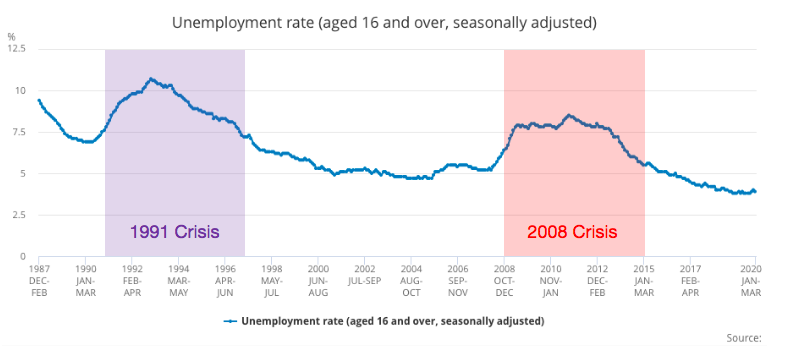 Unemployment rate (aged 16 and over, seasonally adjusted)
%
12.5
10
7.5
5
2.5
0
1991 Crisis
2008 Crisis
1987 DEC-FEB
1990 JAN-MAR
1992 FEB-APR
1994 MAR-MAY
1996 APR-JUN
1998 MAY-JUL
2000 JUN-AUG
2002 JUL-SEP
2004 AUG-OCT
2006 SEP-NOV
2008 OCT-DEC
2010 NOV-JAN
2012 DEC-FEB
2015 JAN-MAR
2017 FEB-APR
2020 JAN-MAR
Unemployment rate (aged 16 and over, seasonally adjusted)
Source: